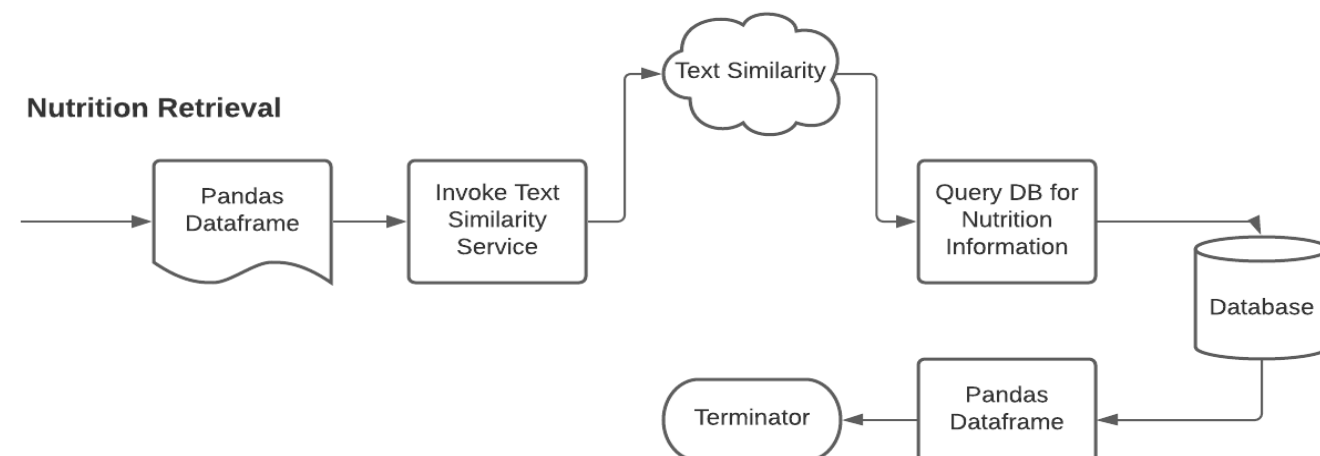 Text Similarity
Nutrition Retrieval
Pandas
Dataframe
Invoke Text
Similarity
Service
Query DB for
Nutrition
Information
Database
Pandas
Dataframe
Terminator